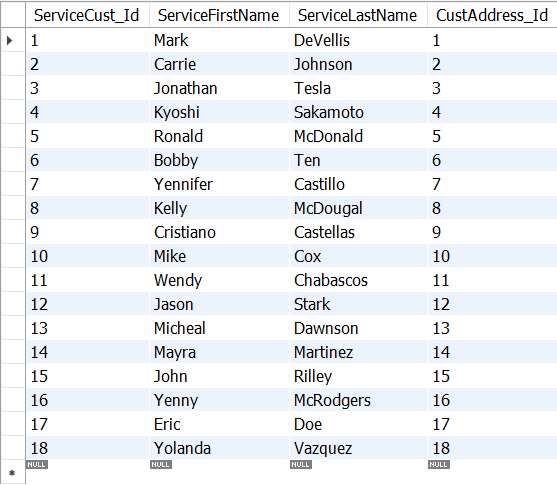 ServiceCust_Id ServiceFirstName ServiceLastName CustAddress_Id
1 Mark DeVellis 1
2 Carrie Johnson 2
3 Jonathan Tesla 3
4 Kyoshi Sakamoto 4
5 Ronald McDonald 5
6 Bobby Ten 6
7 Yennifer Castillo 7
8 Kelly McDougal 8
9 Cristiano Castellas 9
10 Mike Cox 10
11 Wendy Chabascos 11
12 Jason Stark 12
13 Micheal Dawnson 13
14 Mayra Martinez 14
15 John Rilley 15
16 Yenny McRodgers 16
17 Eric Doe 17
18 Yolanda Vazquez 18
NULL NULL NULL NULL